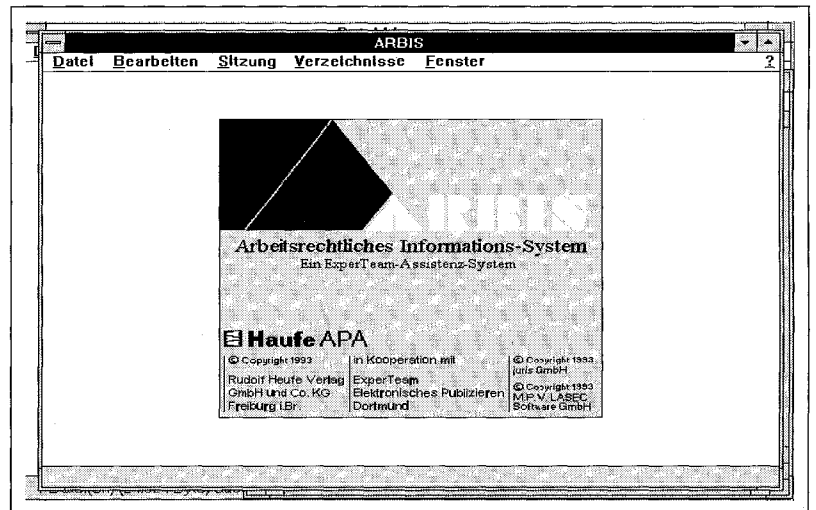 ARBIS
Datei Bearbeiten Sitzung Verzeichnisse Fenster ?
ARBIS
Arbeitsrechtliches Informations-System
Ein ExperTeam-Assistenz-System
Haufe APA
© Copyright 1993
Rudolf Haufe Verlag
GmbH und Co. KG
Freiburg i.Br.
in Kooperation mit
ExperTeam
Elektronisches Publizieren
Dortmund
© Copyright 1993
juris GmbH
© Copyright 1993
M.P.V. LASEC
Software GmbH